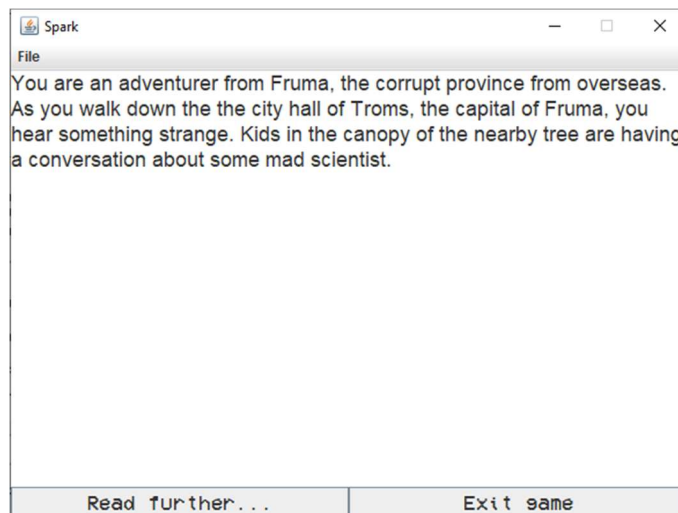 Spark
File
You are an adventurer from Fruma, the corrupt province from overseas.
As you walk down the the city hall of Troms, the capital of Fruma, you
hear something strange. Kids in the canopy of the nearby tree are having
a conversation about some mad scientist.
Read further... Exit game